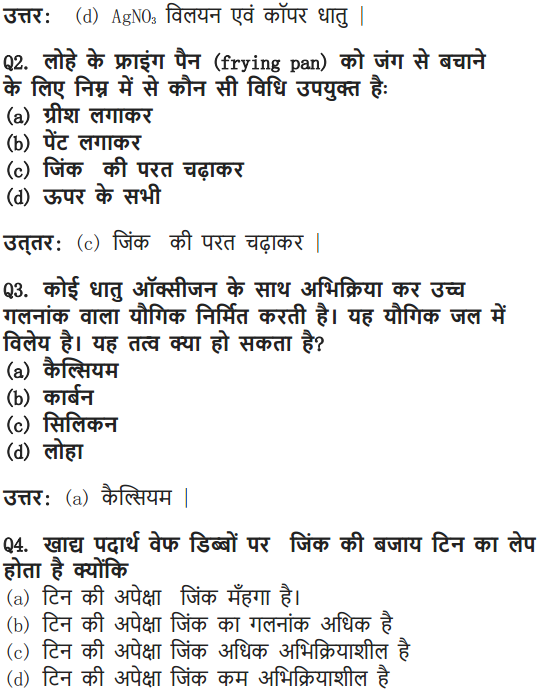 उत्तर: (d) AgNO₃ विलयन एवं कॉपर धातु |
Q2. लोहे के फ्राइंग पैन (frying pan) को जंग से बचाने
के लिए निम्न में से कौन सी विधि उपयुक्त हैः
(a) ग्रीश लगाकर
(b) पेंट लगाकर
(c) जिंक की परत चढ़ाकर
(d) ऊपर के सभी
उत्तर: (c) जिंक की परत चढ़ाकर |
Q3. कोई धातु ऑक्सीजन के साथ अभिक्रिया कर उच्च
गलनांक वाला यौगिक निर्मित करती है। यह यौगिक जल में
विलेय है। यह तत्व क्या हो सकता है?
(a) कैल्सियम
(b) कार्बन
(c) सिलिकन
(d) लोहा
उत्तर: (a) कैल्सियम |
Q4. खाद्य पदार्थ वेफ डिब्बों पर जिंक की बजाय टिन का लेप
होता है क्योंकि
(a) टिन की अपेक्षा जिंक मँहगा है।
(b) टिन की अपेक्षा जिंक का गलनांक अधिक है
(c) टिन की अपेक्षा जिंक अधिक अभिक्रियाशील है
(d) टिन की अपेक्षा जिंक कम अभिक्रियाशील है